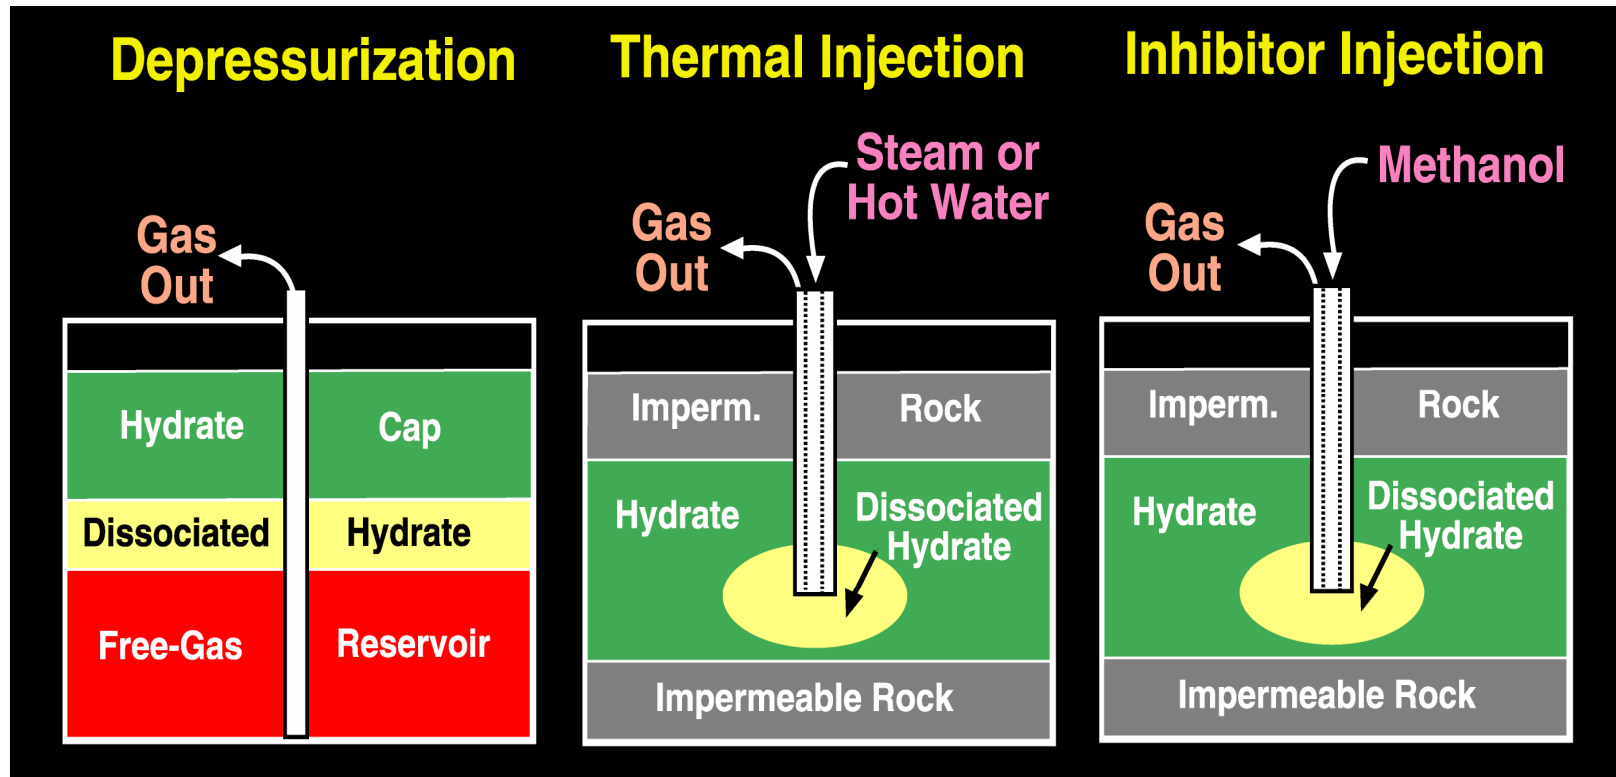 Depressurization
Gas
Out
Hydrate Cap
Dissociated Hydrate
Free-Gas Reservoir
Thermal Injection
Steam or
Hot Water
Gas
Out
Imperm. Rock
Hydrate
Dissociated
Hydrate
Impermeable Rock
Inhibitor Injection
Methanol
Gas
Out
Imperm. Rock
Hydrate
Dissociated
Hydrate
Impermeable Rock